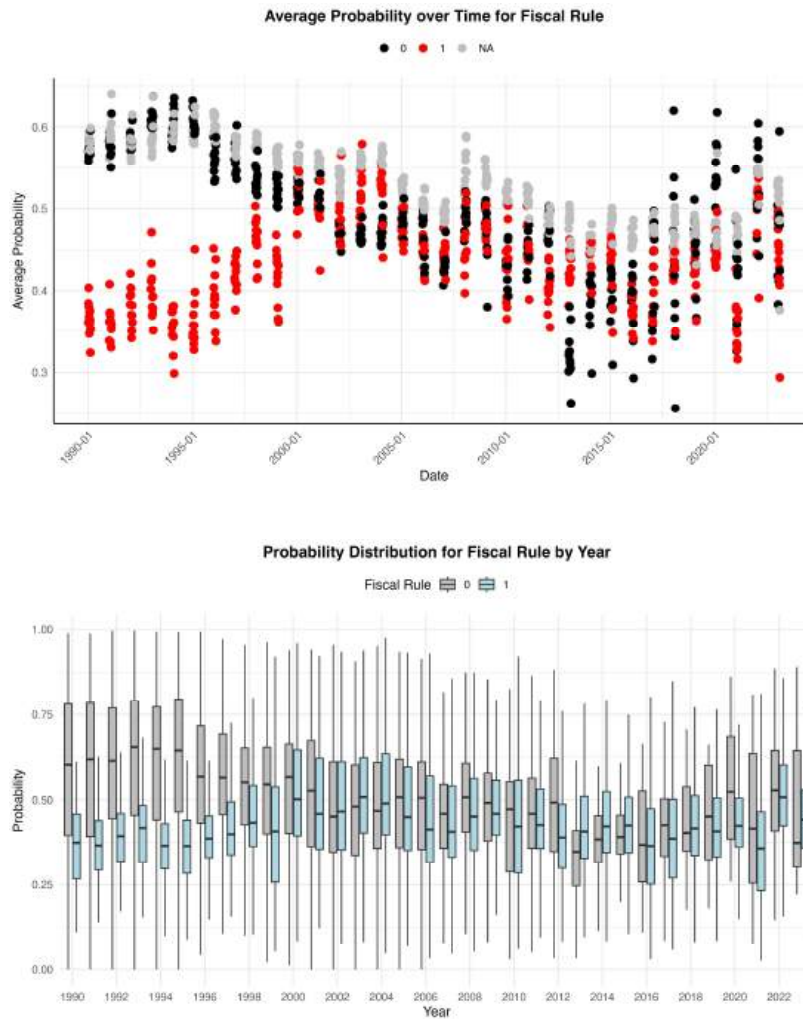 Average Probability over Time for Fiscal Rule
0 1 NA
0.6
0.5
0.4
0.3
Average Probability
1990-01 1995-01 2000-01 2005-01 2010-01 2015-01 2020-01
Date
Probability Distribution for Fiscal Rule by Year
Fiscal Rule 0 1
1.00
0.75
0.50
0.25
0.00
Probability
1990 1992 1994 1996 1998 2000 2002 2004 2006 2008 2010 2012 2014 2016 2018 2020 2022
Year